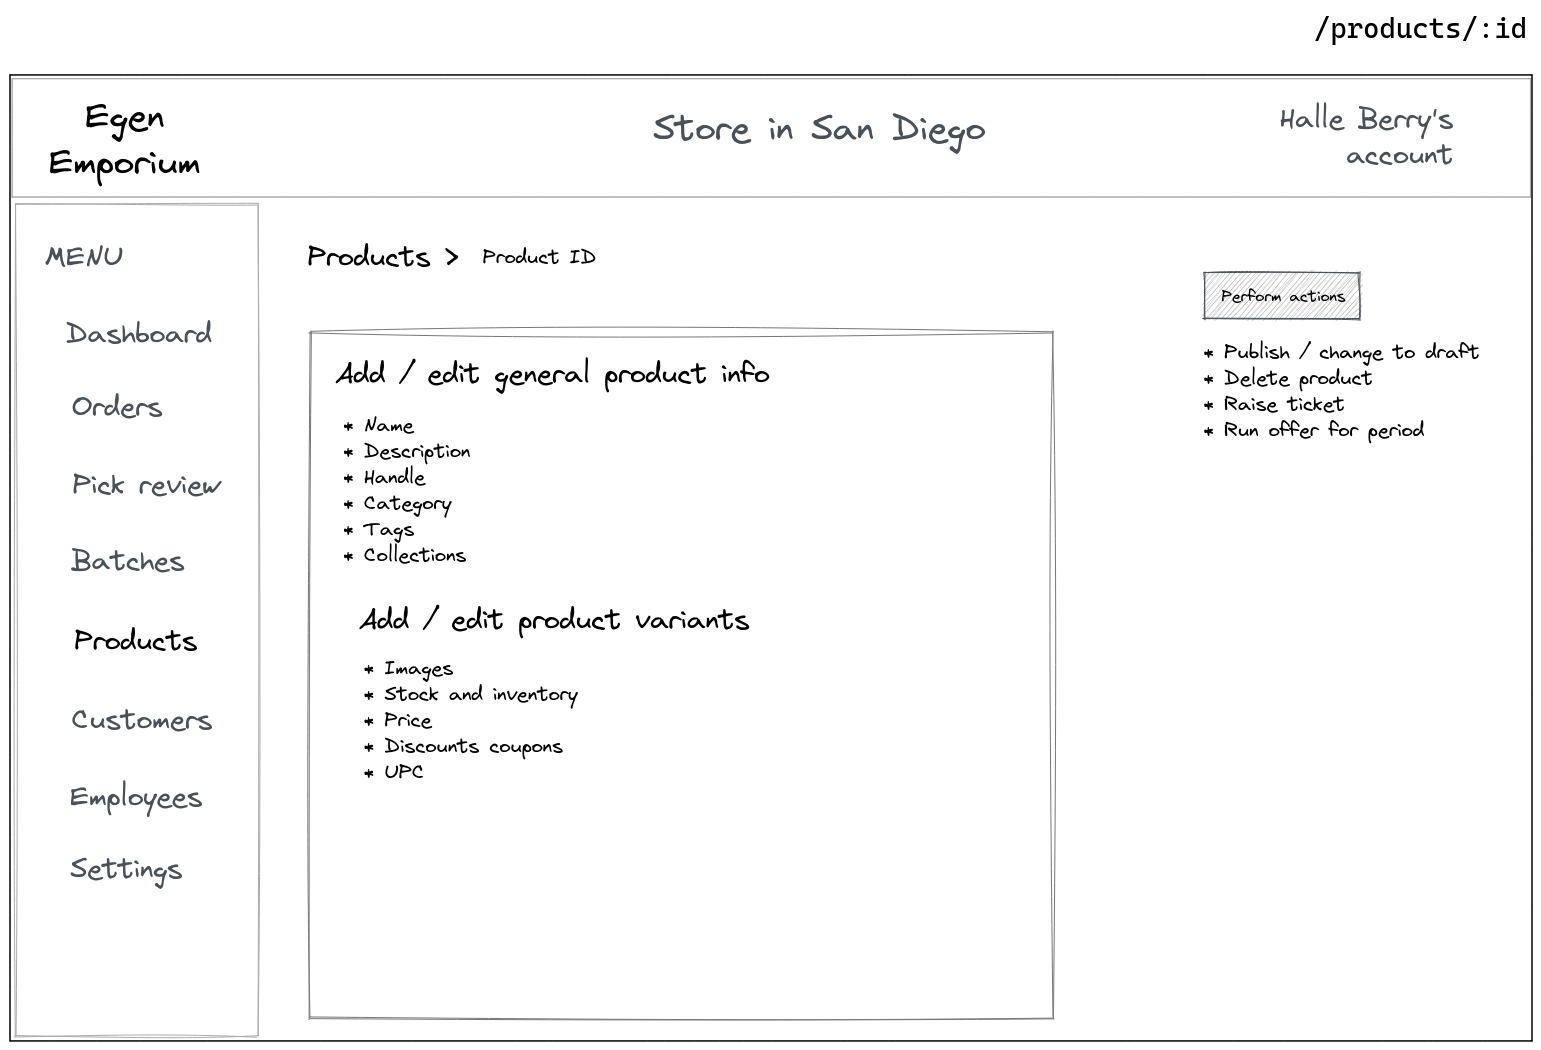 /products/:id
Egen
Emporium
Store in San Diego
Halle Berry's
account
MENU
Dashboard
Orders
Pick review
Batches
Products
Customers
Employees
Settings
Products > Product ID
Add / edit general product info
* Name
* Description
* Handle
* Category
* Tags
* Collections
Add / edit product variants
* Images
* Stock and inventory
* Price
* Discounts coupons
* UPC
Perform actions
* Publish / change to draft
* Delete product
* Raise ticket
* Run offer for period